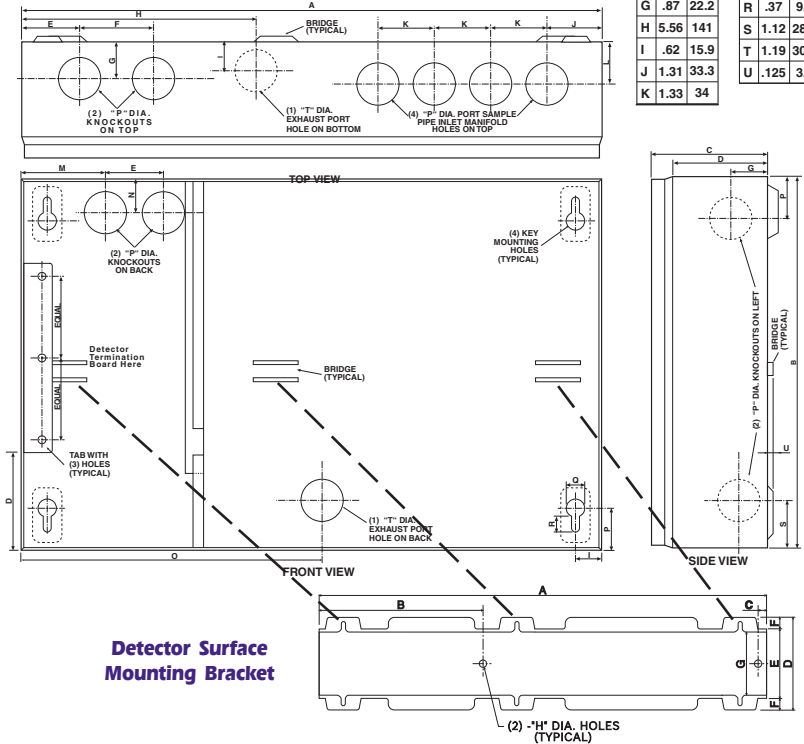 A
H
E
F
BRIDGE
(TYPICAL)
K
K
K
J
G
I
L
(2) "P"DIA.
KNOCKOUTS
ON TOP
(1) "T" DIA.
EXHAUST PORT
HOLE ON BOTTOM
(4) "P" DIA. PORT SAMPLE
PIPE INLET MANIFOLD
HOLES ON TOP
G .87 22.2
H 5.56 141
I .62 15.9
J 1.31 33.3
K 1.33 34
R .37
S 1.12
T 1.19
U .125
TOP VIEW
M
E
N
(2) "P" DIA.
KNOCKOUTS
ON BACK
(4) KEY
MOUNTING
HOLES
(TYPICAL)
EQUAL
EQUAL
Detector
Termination
Board Here
BRIDGE
(TYPICAL)
TAB WITH
(3) HOLES
(TYPICAL)
D
(1) "T" DIA.
EXHAUST PORT
HOLE ON BACK
Q
R
P
O
I
FRONT VIEW
C
D
G
P
(2) "P" DIA. KNOCKOUTS ON LEFT
BRIDGE
(TYPICAL)
B
U
S
SIDE VIEW
Detector Surface
Mounting Bracket
A
B
C
F
G
E
D
F
(2) -"H" DIA. HOLES
(TYPICAL)